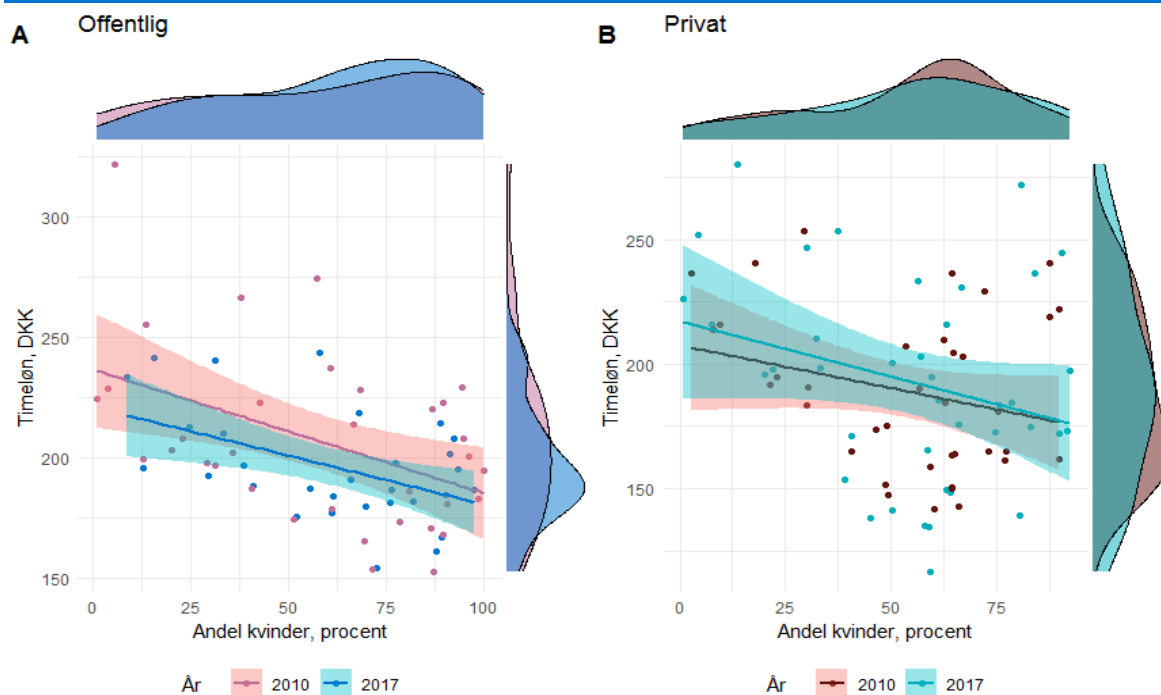 A Offentlig
300
250
200
150
0 25 50 75 100
Timeløn, DKK
Andel kvinder, procent
År 2010 2017
B Privat
250
200
150
0 25 50 75
Timeløn, DKK
Andel kvinder, procent
År 2010 2017